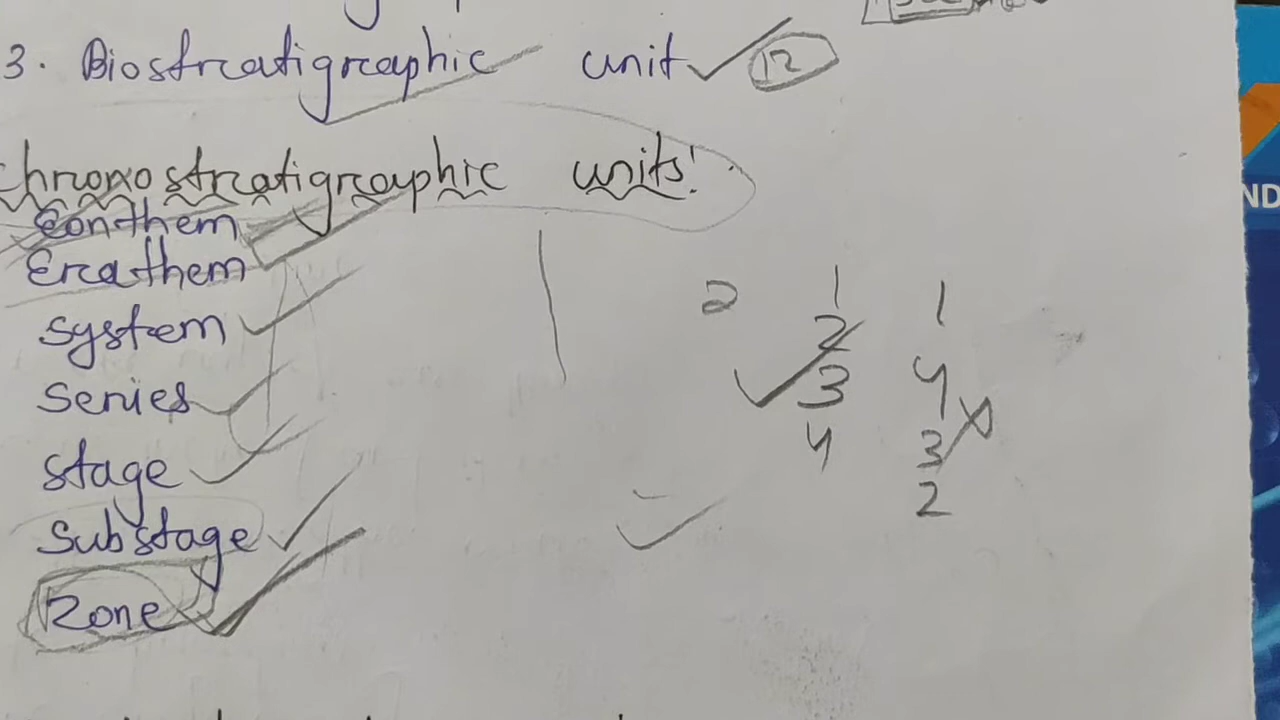 3. Biostratigraphic unit 12
chronostratigraphic units!
Eonthem
Erathem
System
Series
stage
Substage
Zone
2 1 1
2 4
3 3
4 2
ND